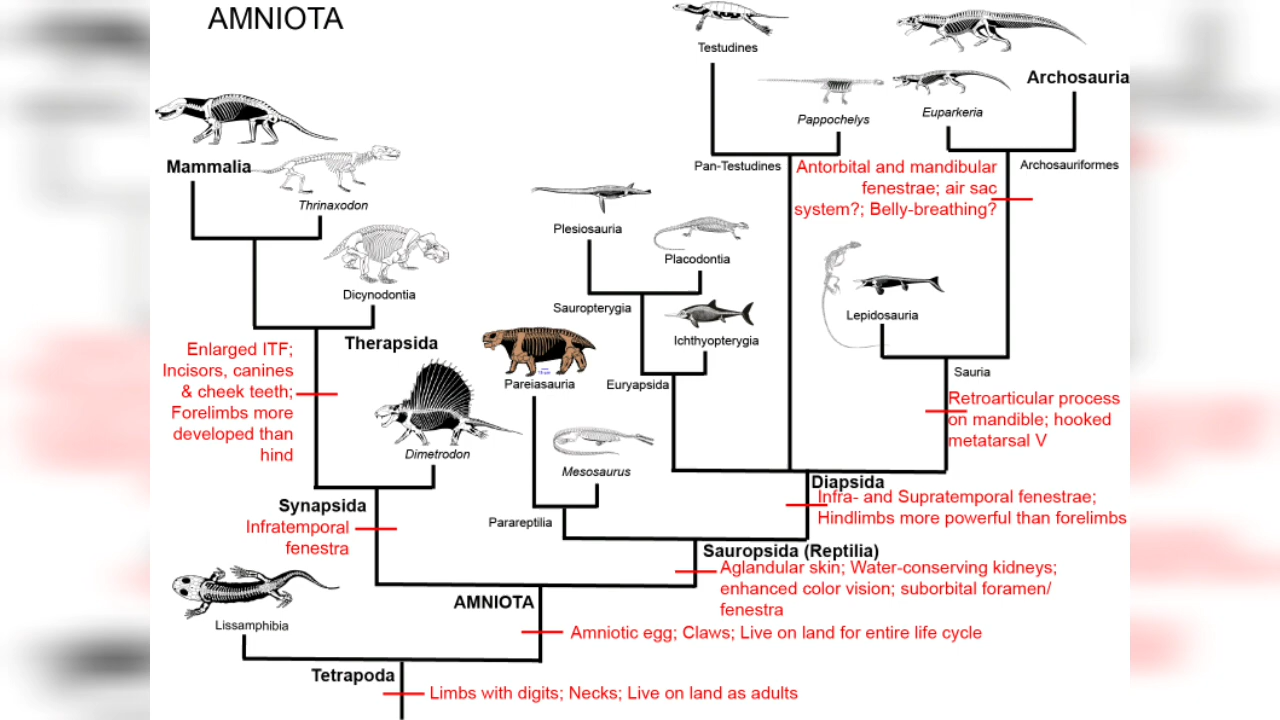 AMNIOTA
Testudines
Archosauria
Pappochelys
Euparkeria
Mammalia
Pan-Testudines
Antorbital and mandibular
fenestrae; air sac
system?; Belly-breathing?
Archosauriformes
Thrinaxodon
Plesiosauria
Placodontia
Dicynodontia
Sauropterygia
Lepidosauria
Ichthyopterygia
Therapsida
Enlarged ITF;
Incisors, canines
& cheek teeth;
Forelimbs more
developed than
hind
Pareiasauria
Euryapsida
Sauria
Retroarticular process
on mandible; hooked
metatarsal V
Dimetrodon
Mesosaurus
Diapsida
Infra- and Supratemporal fenestrae;
Hindlimbs more powerful than forelimbs
Synapsida
Infratemporal
fenestra
Parareptilia
Sauropsida (Reptilia)
Aglandular skin; Water-conserving kidneys;
enhanced color vision; suborbital foramen/
fenestra
AMNIOTA
Lissamphibia
Amniotic egg; Claws; Live on land for entire life cycle
Tetrapoda
Limbs with digits; Necks; Live on land as adults